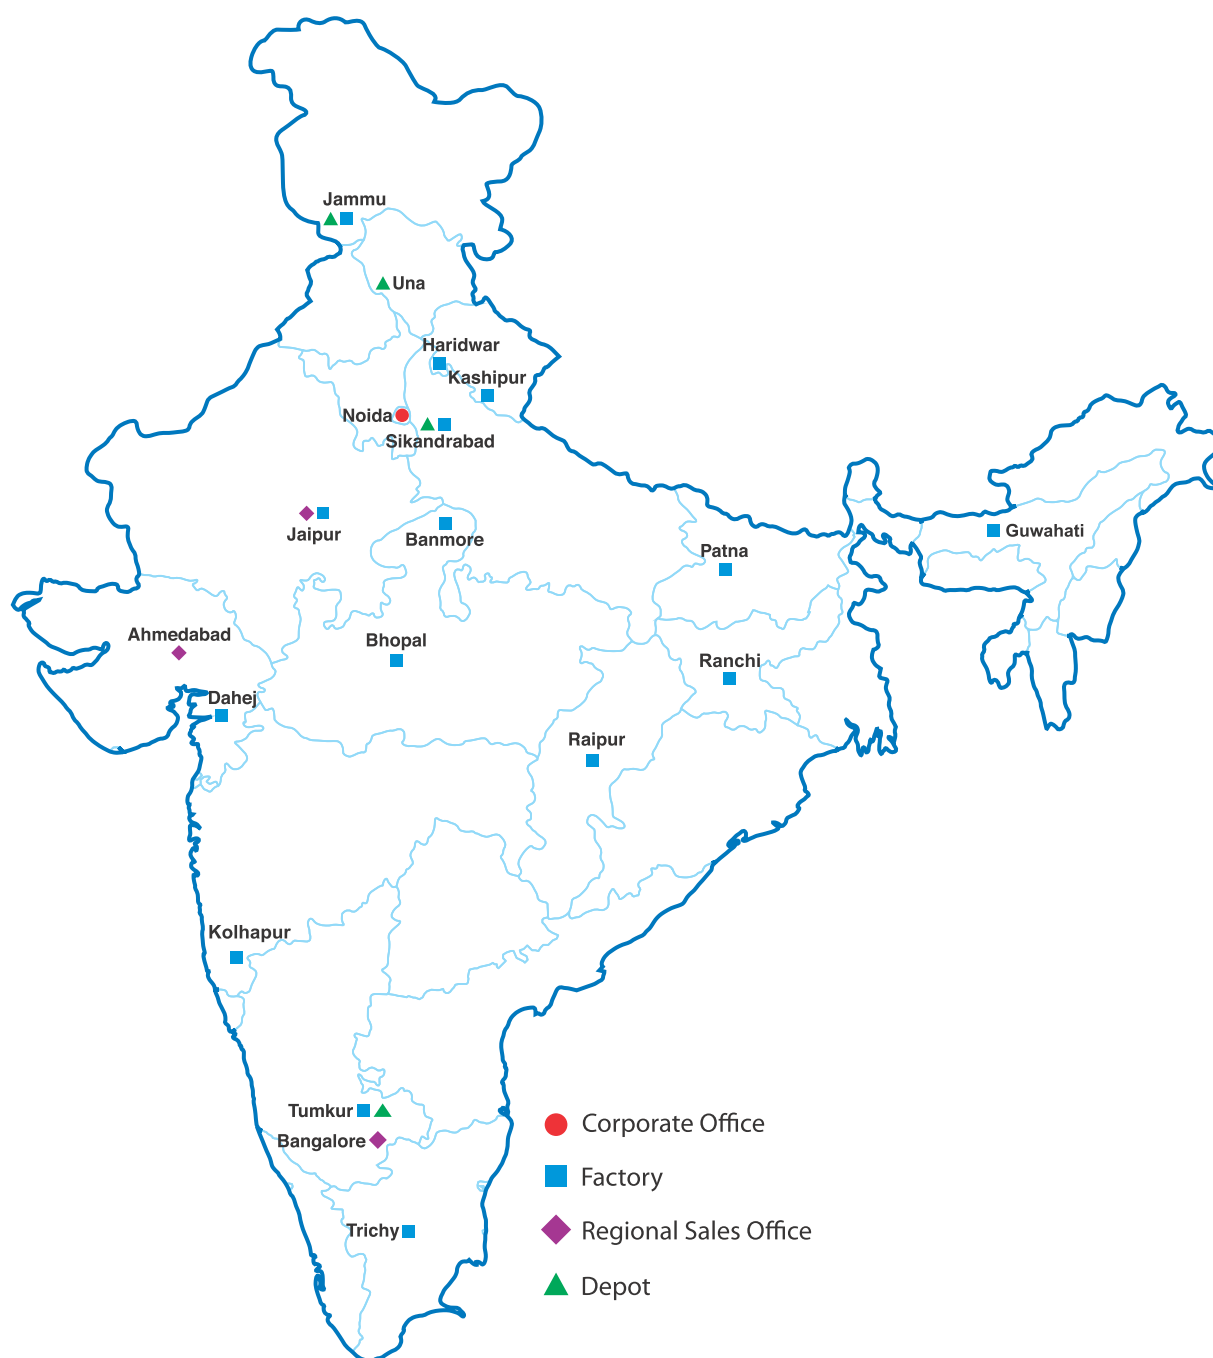 Jammu
Una
Haridwar
Kashipur
Noida
Sikandrabad
Jaipur
Banmore
Guwahati
Patna
Ahmedabad
Bhopal
Ranchi
Dahej
Raipur
Kolhapur
Tumkur
Bangalore
Trichy
Corporate Office
Factory
Regional Sales Office
Depot